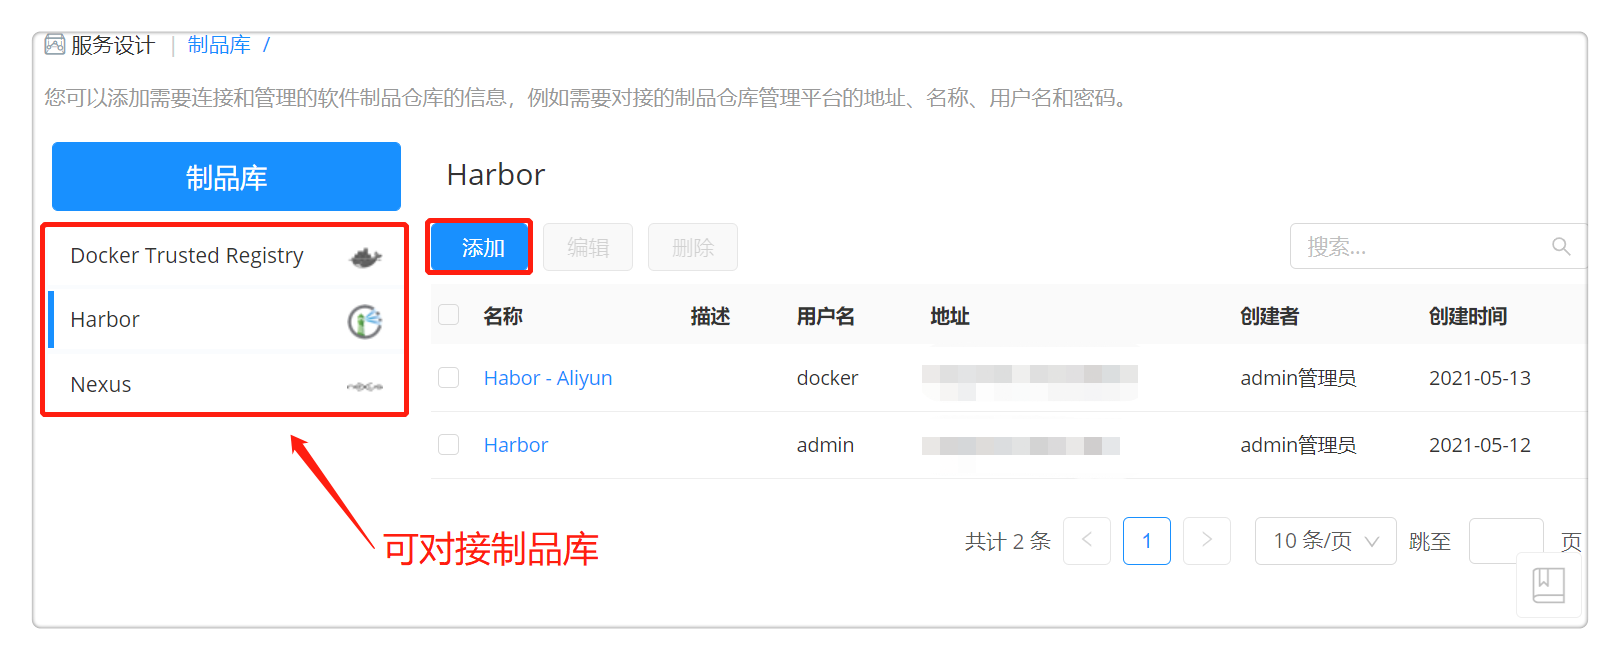 服务设计 | 制品库 /
您可以添加需要连接和管理的软件制品仓库的信息，例如需要对接的制品仓库管理平台的地址、名称、用户名和密码。
制品库
Docker Trusted Registry
Harbor
Nexus
可对接制品库
Harbor
添加 编辑 删除 搜索...
名称 描述 用户名 地址 创建者 创建时间
Habor - Aliyun docker admin管理员 2021-05-13
Harbor admin admin管理员 2021-05-12
共计 2 条 < 1 > 10 条/页 跳至 页